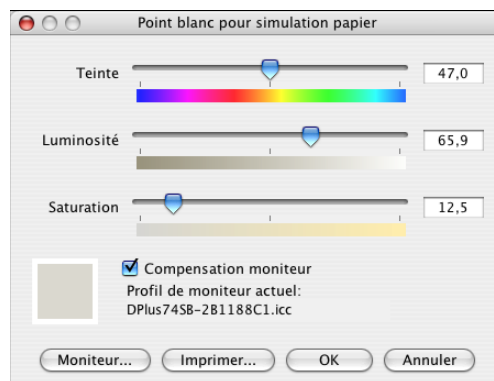 Point blanc pour simulation papier
Teinte 47,0
Luminosité 65,9
Saturation 12,5
Compensation moniteur
Profil de moniteur actuel:
DPlus74SB-2B1188C1.icc
Moniteur... Imprimer... OK Annuler